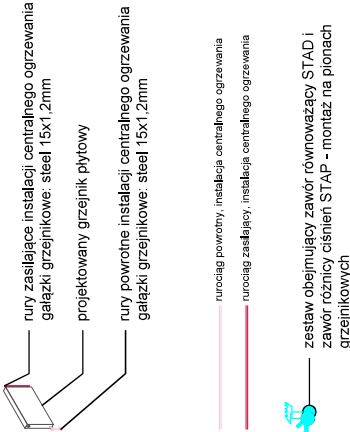 rury zasilające instalacji centralnego ogrzewania
gałązki grzejnikowe: steel 15x1,2mm
projektowany grzejnik płytowy
rury powrotne instalacji centralnego ogrzewania
gałązki grzejnikowe: steel 15x1,2mm
rurociąg powrotny, instalacja centralnego ogrzewania
rurociąg zasilający, instalacja centralnego ogrzewania
zestaw obejmujący zawór równoważący STAD i
zawór różnicy ciśnień STAP - montaż na pionach
grzejnikowych